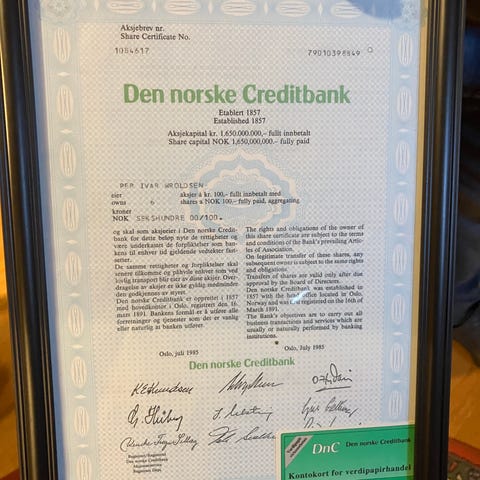 Aksjebrev nr.
Share Certificate No.
1084617
79010398849
Den norske Creditbank
Etablert 1857
Established 1857
Aksjekapital kr. 1,650.000.000,- fullt innbetalt
Share capital NOK 1,650,000,000.- fully paid
PER IVAR WROLDSEN
eier aksjer à kr. 100,- fullt innbetalt med
owns 6 shares a NOK 100,- fully paid, aggregating
kroner
NOK SEKSHUNDRE 00/100.
og skal som aksjeeier i Den norske Credit-
bank for dette beløp nyte de rettigheter og
være underkastet de forpliktelser som ban-
kens til enhver tid gjeldende vedtekter fast-
setter.
De samme rettigheter og forpliktelser skal
senere tilkomme og påhvile enhver som ved
lovlig transport blir eier av disse aksjer. Over-
dragelse av aksjer er ikke gyldig medmindre
den godkjennes av styret.
Den norske Creditbank er opprettet i 1857
med hovedkontor i Oslo, registrert den 16.
mars 1891. Bankens formål er å utføre alle
forretninger og tjenester som det er vanlig
eller naturlig at banker utfører.
The rights and obligations of the owner of
this share certificate are subject to the terms
and conditions of the Bank's prevailing Artic-
les of Association.
On legitimate transfer of these shares, any
subsequent owner is subject to the same rights
and obligations.
Transfers of shares are valid only after due
approval by the Board of Directors.
Den norske Creditbank was established in
1857 with the head office located in Oslo,
Norway and was registered on the 16th of
March 1891.
The Bank's objectives are to carry out all
business transactions and services which are
usually or naturally performed by banking
institutions.
Oslo, juli 1985
Oslo, July 1985
Den norske Creditbank
Registrert/Registered
Den norske Creditbank
Aksjeseksjonen
Registrary Dept.
DnC Den norske Creditbank
Kontokort for verdipapirhandel